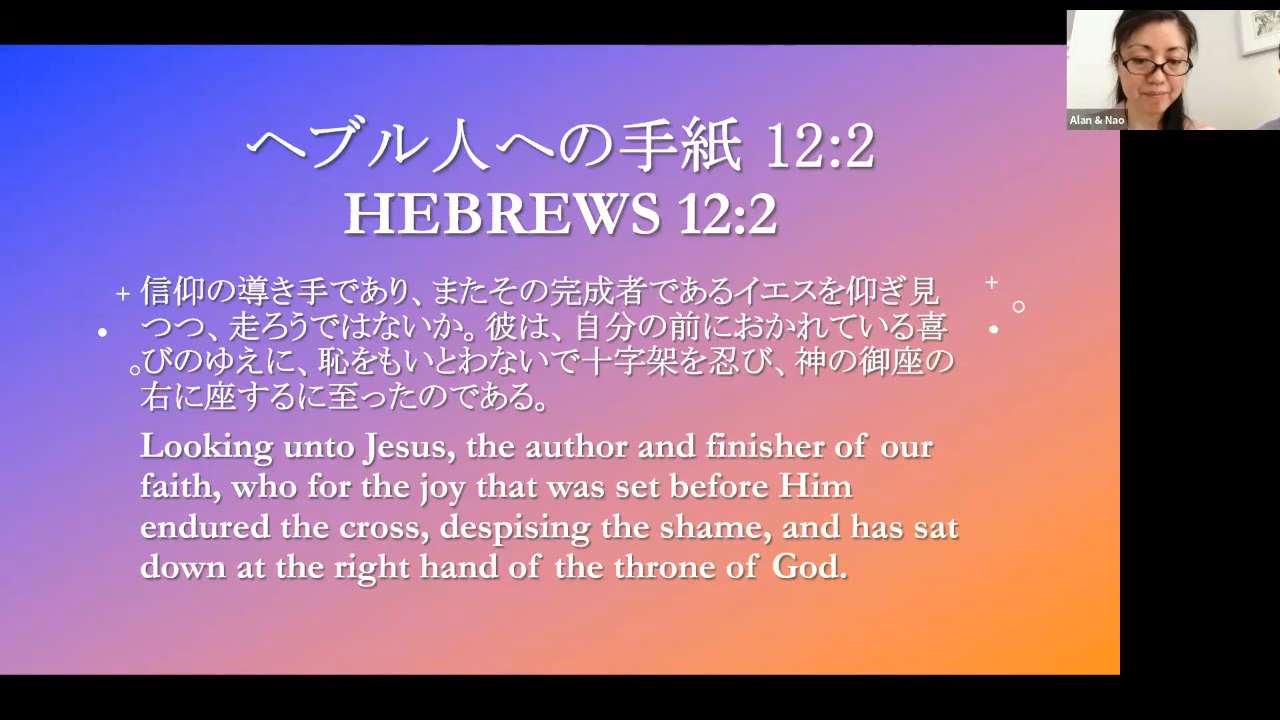 ヘブル人への手紙 12:2
HEBREWS 12:2
信仰の導き手であり、またその完成者であるイエスを仰ぎ見
つつ、走ろうではないか。彼は、自分の前におかれている喜
びのゆえに、恥をもいとわないで十字架を忍び、神の御座の
右に座するに至ったのである。
Looking unto Jesus, the author and finisher of our
faith, who for the joy that was set before Him
endured the cross, despising the shame, and has sat
down at the right hand of the throne of God.
Alan & Nao